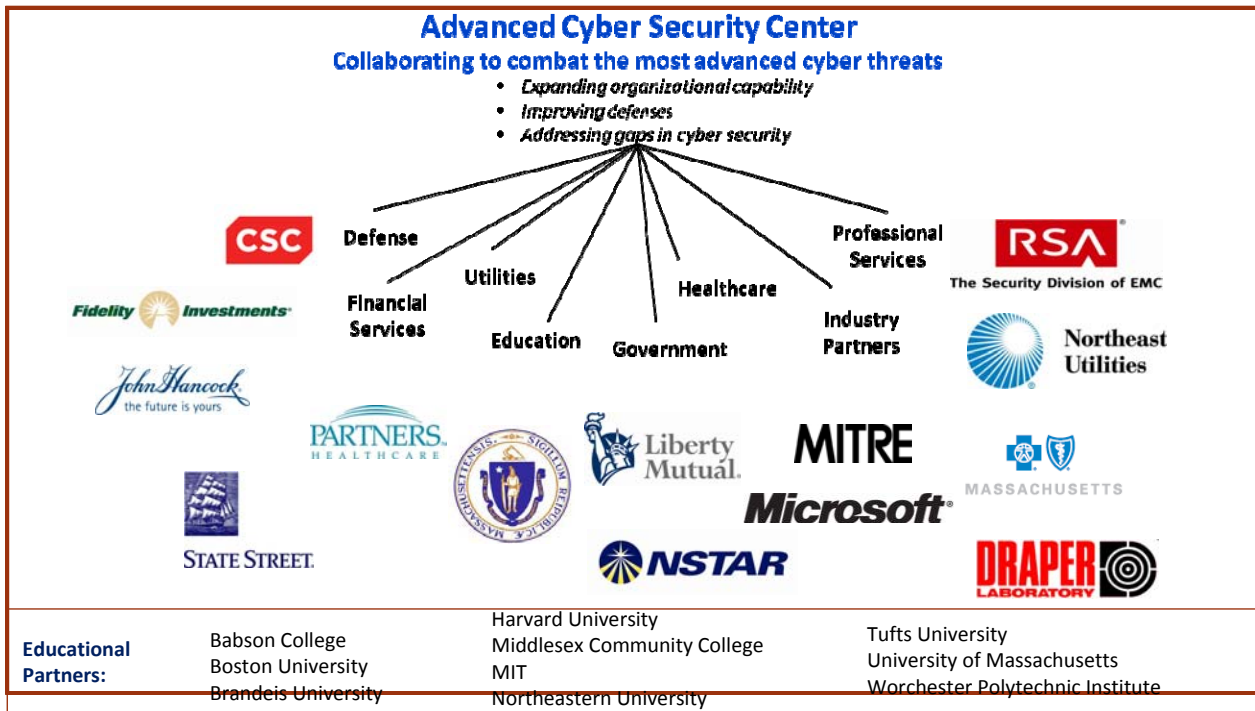 Advanced Cyber Security Center
Collaborating to combat the most advanced cyber threats
• Expanding organizational capability
• Improving defenses
• Addressing gaps in cyber security
CSC
Defense
Professional
Services
RSA
The Security Division of EMC
Utilities
Healthcare
Fidelity Investments
Financial
Services
Education
Government
Industry
Partners
Northeast
Utilities
John Hancock
the future is yours
PARTNERS
HEALTHCARE
SIGILLUM REIPUBLICÆ MASSACHUSETTENSIS
Liberty
Mutual
MITRE
MASSACHUSETTS
Microsoft
STATE STREET
NSTAR
DRAPER
LABORATORY
Educational
Partners:
Babson College
Boston University
Brandeis University
Harvard University
Middlesex Community College
MIT
Northeastern University
Tufts University
University of Massachusetts
Worchester Polytechnic Institute